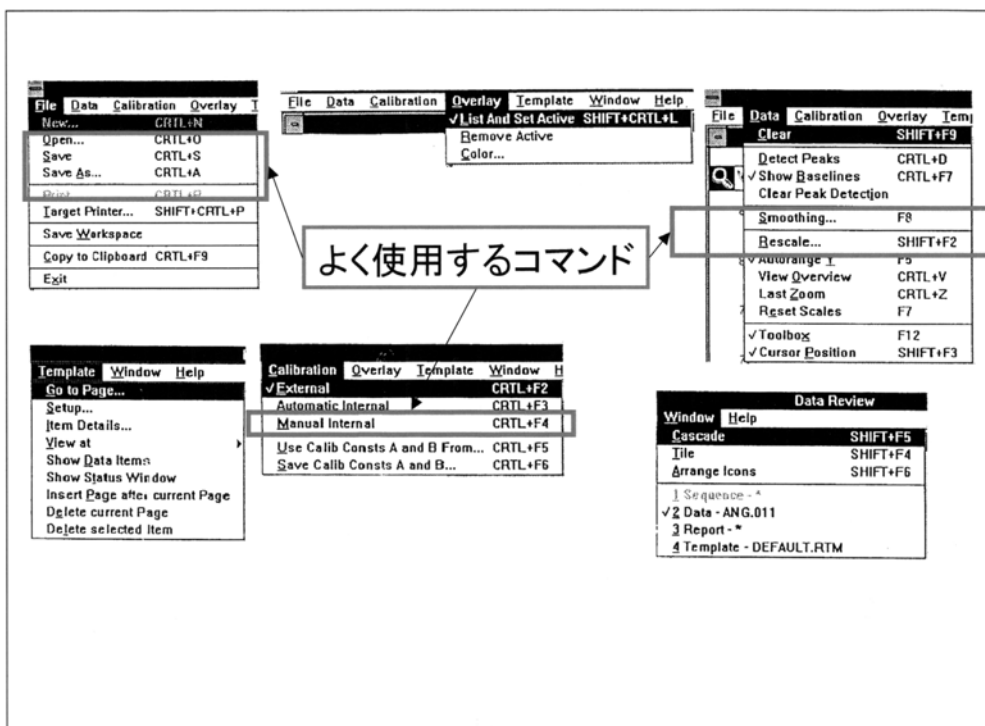 File Data Calibration Overlay T
New... CRTL+N
Open... CRTL+O
Save CRTL+S
Save As... CRTL+A
Print... CRTL+P
Target Printer... SHIFT+CRTL+P
Save Workspace
Copy to Clipboard CRTL+F9
Exit
File Data Calibration Overlay Template Window Help
✓List And Set Active SHIFT+CRTL+L
Remove Active
Color...
File Data Calibration Overlay Temp
Clear SHIFT+F9
Detect Peaks CRTL+D
✓Show Baselines CRTL+F7
Clear Peak Detection
Smoothing... F8
Rescale... SHIFT+F2
✓Autorange Y F5
View Overview CRTL+V
Last Zoom CRTL+Z
Reset Scales F7
✓Toolbox F12
✓Cursor Position SHIFT+F3
よく使用するコマンド
Template Window Help
Go to Page...
Setup...
Item Details...
View at
Show Data Items
Show Status Window
Insert Page after current Page
Delete current Page
Delete selected Item
Calibration Overlay Template Window H
✓External CRTL+F2
Automatic Internal CRTL+F3
Manual Internal CRTL+F4
Use Calib Consts A and B From... CRTL+F5
Save Calib Consts A and B... CRTL+F6
Data Review
Window Help
Cascade SHIFT+F5
Tile SHIFT+F4
Arrange Icons SHIFT+F6
1 Sequence - *
✓2 Data - ANG.011
3 Report - *
4 Template - DEFAULT.RTM